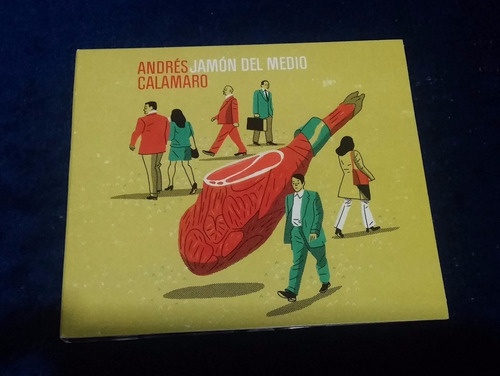 ANDRÉS JAMÓN DEL MEDIO
CALAMARO